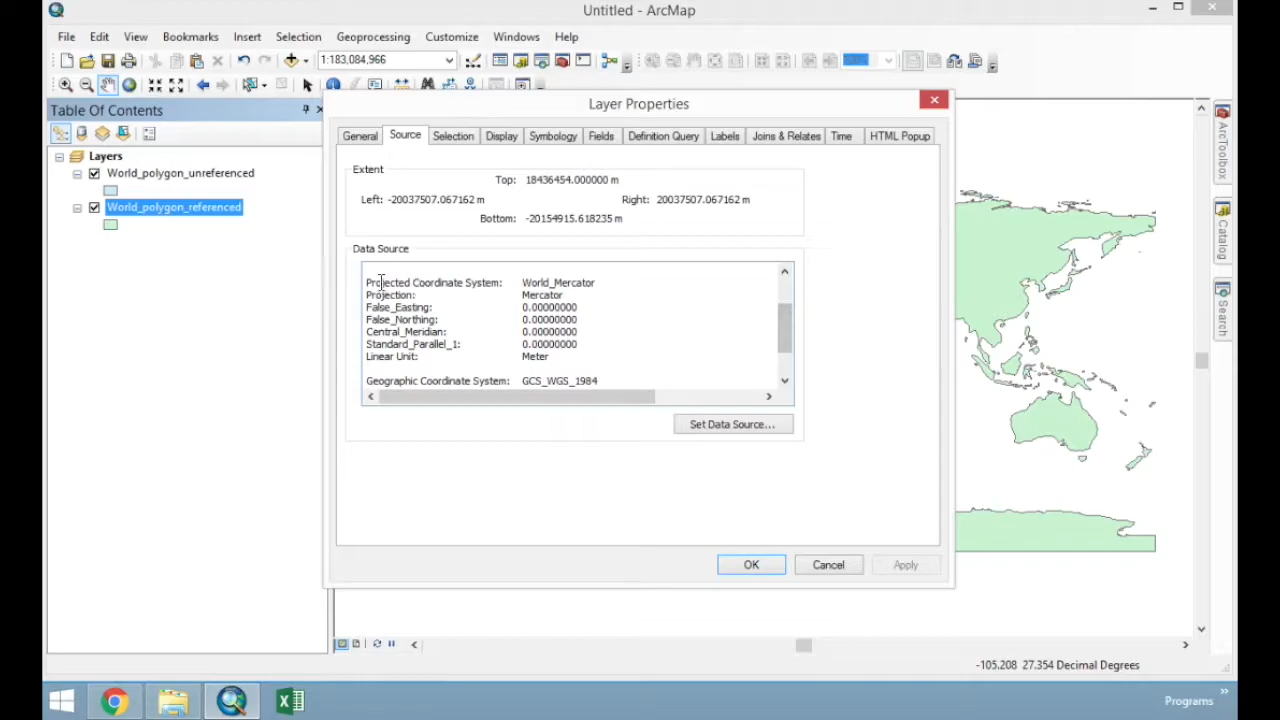 Untitled - ArcMap
File Edit View Bookmarks Insert Selection Geoprocessing Customize Windows Help
1:183,084,966
Table Of Contents
Layers
World_polygon_unreferenced
World_polygon_referenced
Layer Properties
General Source Selection Display Symbology Fields Definition Query Labels Joins & Relates Time HTML Popup
Extent
Top: 18436454.000000 m
Left: -20037507.067162 m Right: 20037507.067162 m
Bottom: -20154915.618235 m
Data Source
Projected Coordinate System: World_Mercator
Projection: Mercator
False_Easting: 0.00000000
False_Northing: 0.00000000
Central_Meridian: 0.00000000
Standard_Parallel_1: 0.00000000
Linear Unit: Meter
Geographic Coordinate System: GCS_WGS_1984
Set Data Source...
OK Cancel Apply
ArcToolbox
Catalog
Search
-105.208 27.354 Decimal Degrees
Programs